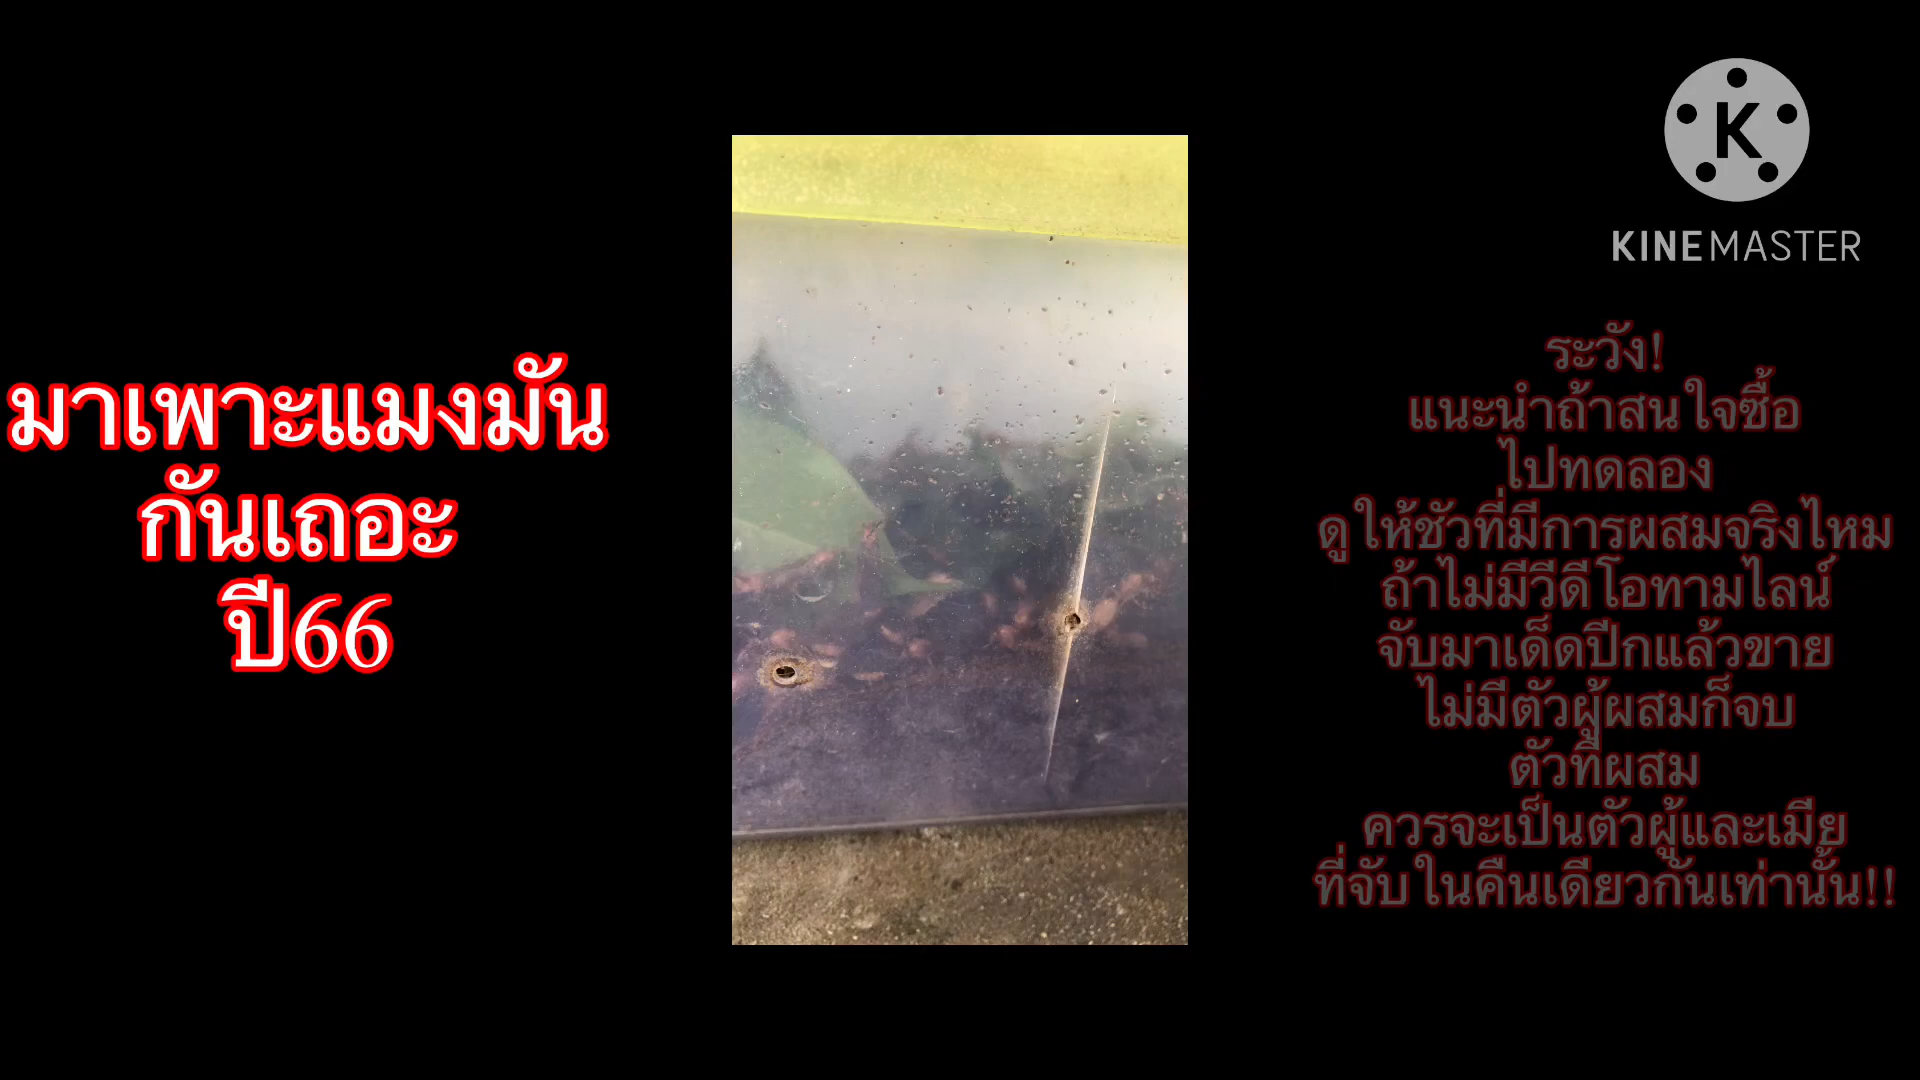 มาเพาะแมงมัน
กันเถอะ
ปี66
K
KINEMASTER
ระวัง!
แนะนำถ้าสนใจซื้อ
ไปทดลอง
ดูให้ชัวที่มีการผสมจริงไหม
ถ้าไม่มีวีดีโอทามไลน์
จับมาเด็ดปีกแล้วขาย
ไม่มีตัวผู้ผสมก็จบ
ตัวที่ผสม
ควรจะเป็นตัวผู้และเมีย
ที่จับในคืนเดียวกันเท่านั้น!!